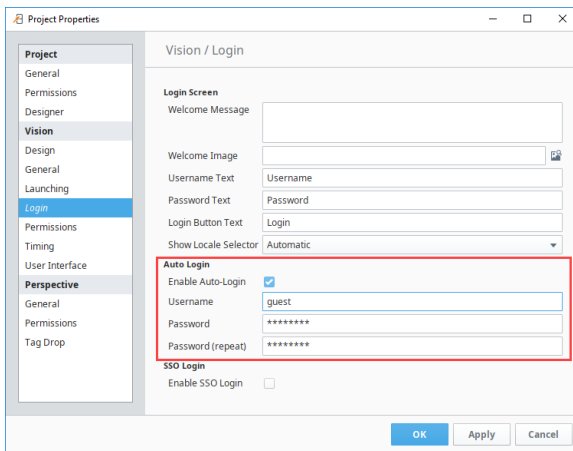 Project Properties
Project
General
Permissions
Designer
Vision
Design
General
Launching
Login
Permissions
Timing
User Interface
Perspective
General
Permissions
Tag Drop
Vision / Login
Login Screen
Welcome Message
Welcome Image
Username Text Username
Password Text Password
Login Button Text Login
Show Locale Selector Automatic
Auto Login
Enable Auto-Login
Username guest
Password ********
Password (repeat) ********
SSO Login
Enable SSO Login
OK Apply Cancel